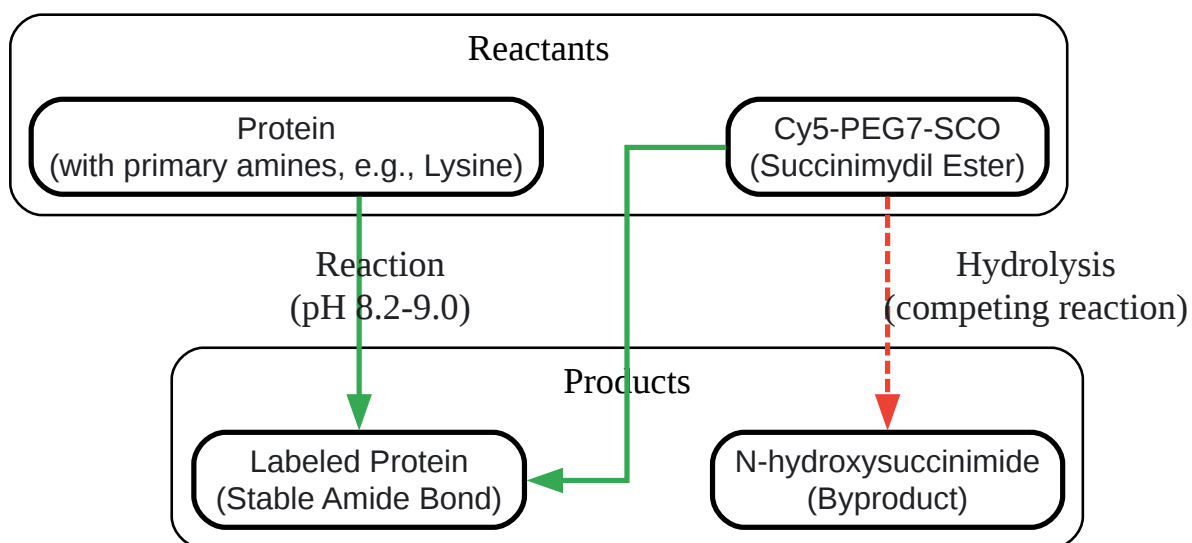 Reactants
Protein
(with primary amines, e.g., Lysine)
Cy5-PEG7-SCO
(Succinimydil Ester)
Reaction
(pH 8.2-9.0)
Hydrolysis
(competing reaction)
Products
Labeled Protein
(Stable Amide Bond)
N-hydroxysuccinimide
(Byproduct)